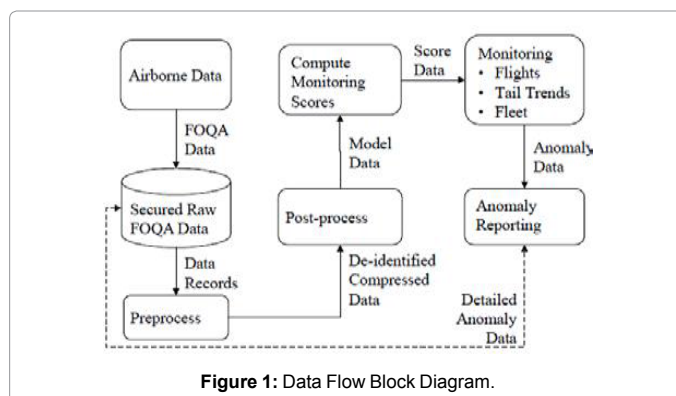 Airborne Data
FOQA
Data
Secured Raw
FOQA Data
Data
Records
Preprocess
De-identified
Compressed
Data
Post-process
Model
Data
Compute
Monitoring
Scores
Score
Data
Monitoring
• Flights
• Tail Trends
• Fleet
Anomaly
Data
Anomaly
Reporting
Detailed
Anomaly
Data
Figure 1: Data Flow Block Diagram.